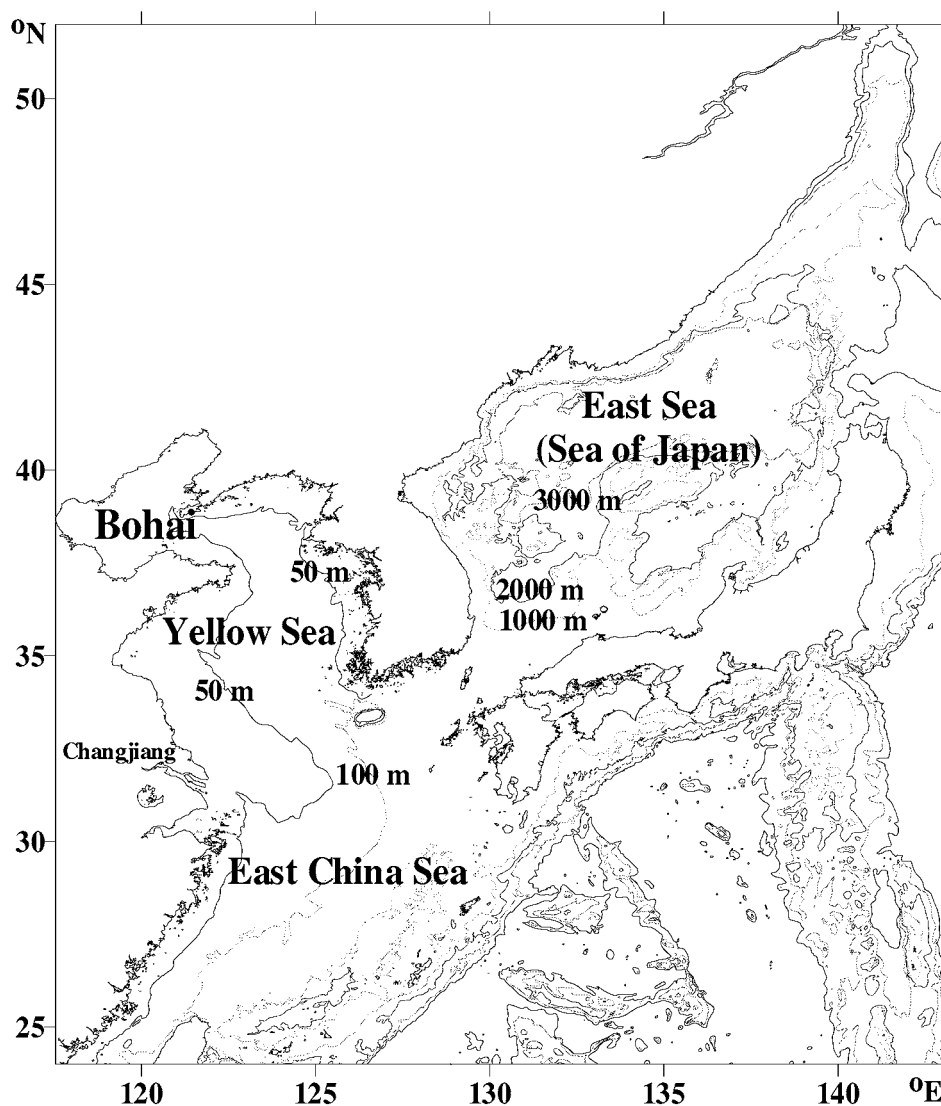 °N
50
45
East Sea
(Sea of Japan)
40
3000 m
Bohai
50 m
2000 m
1000 m
Yellow Sea
35
50 m
Changjiang
100 m
30
East China Sea
25
120
125
130
135
140
°E